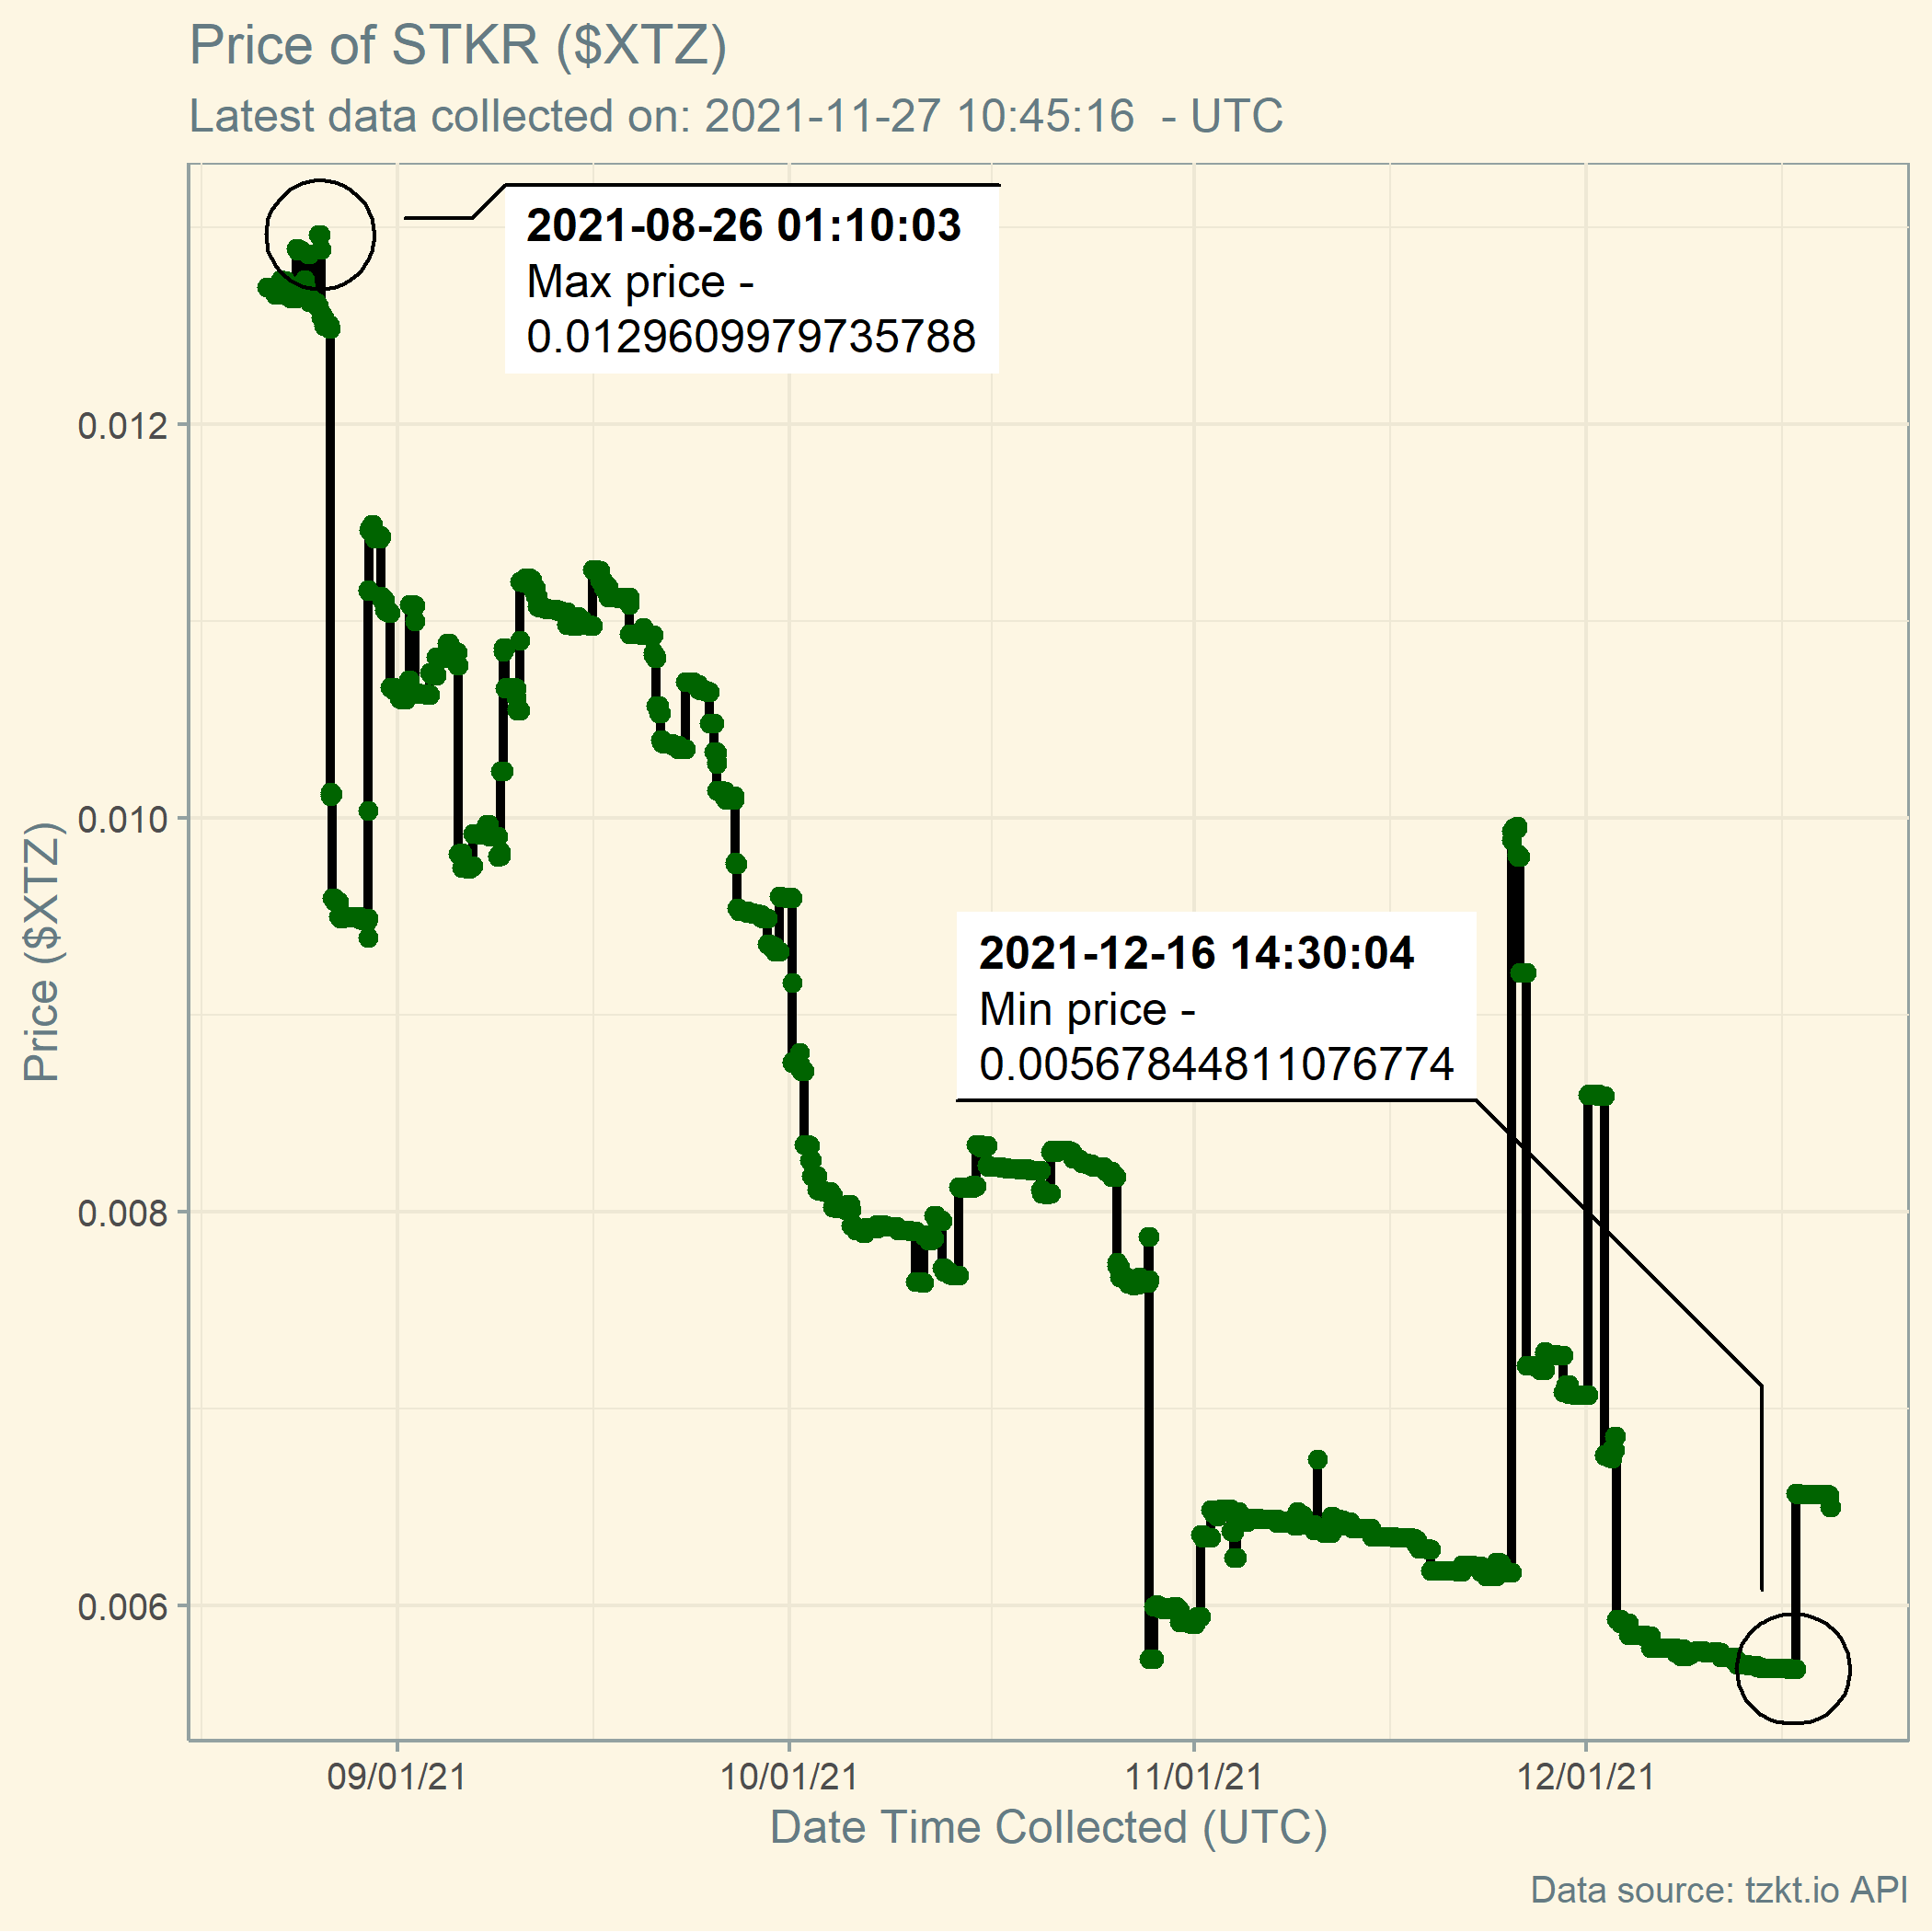 Price of STKR ($XTZ)
Latest data collected on: 2021-11-27 10:45:16  - UTC
2021-08-26 01:10:03
Max price -
0.0129609979735788
0.012
0.010
0.008
0.006
Price ($XTZ)
2021-12-16 14:30:04
Min price -
0.00567844811076774
09/01/21
10/01/21
11/01/21
12/01/21
Date Time Collected (UTC)
Data source: tzkt.io API